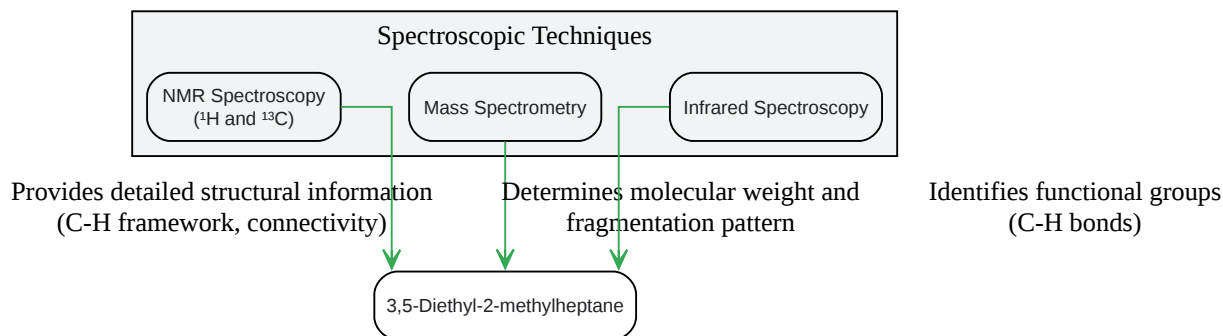 Spectroscopic Techniques
NMR Spectroscopy
(¹H and ¹³C)
Mass Spectrometry
Infrared Spectroscopy
Provides detailed structural information
(C-H framework, connectivity)
Determines molecular weight and
fragmentation pattern
Identifies functional groups
(C-H bonds)
3,5-Diethyl-2-methylheptane